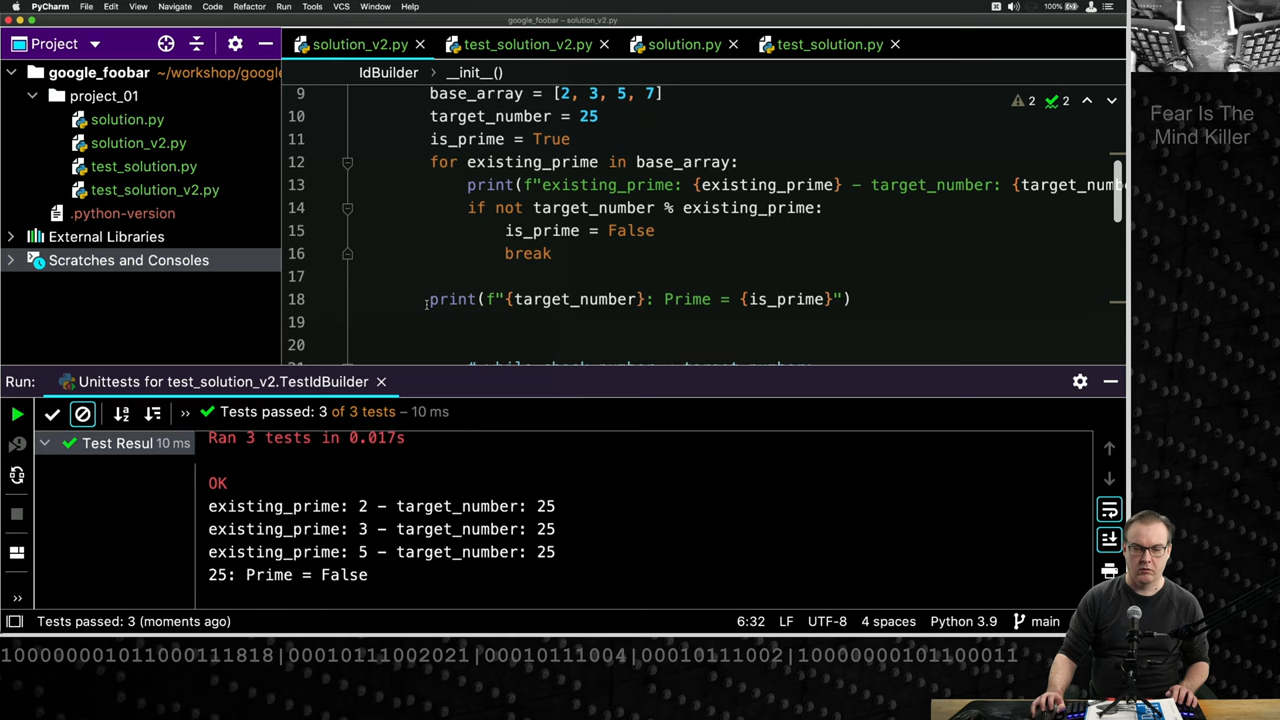 PyCharm File Edit View Navigate Code Refactor Run Tools VCS Window Help 100%
google_foobar – solution_v2.py
Project solution_v2.py test_solution_v2.py solution.py test_solution.py
google_foobar ~/workshop/google
IdBuilder __init__()
project_01
solution.py
solution_v2.py
test_solution.py
test_solution_v2.py
.python-version
External Libraries
Scratches and Consoles
2 2
9 base_array = [2, 3, 5, 7]
10 target_number = 25
11 is_prime = True
12 for existing_prime in base_array:
13 print(f"existing_prime: {existing_prime} – target_number: {target_numb
14 if not target_number % existing_prime:
15 is_prime = False
16 break
17
18 print(f"{target_number}: Prime = {is_prime}")
19
20
Fear Is The
Mind Killer
Run: Unittests for test_solution_v2.TestIdBuilder
Tests passed: 3 of 3 tests – 10 ms
Test Resul 10 ms
Ran 3 tests in 0.017s
OK
existing_prime: 2 – target_number: 25
existing_prime: 3 – target_number: 25
existing_prime: 5 – target_number: 25
25: Prime = False
Tests passed: 3 (moments ago) 6:32 LF UTF-8 4 spaces Python 3.9 main